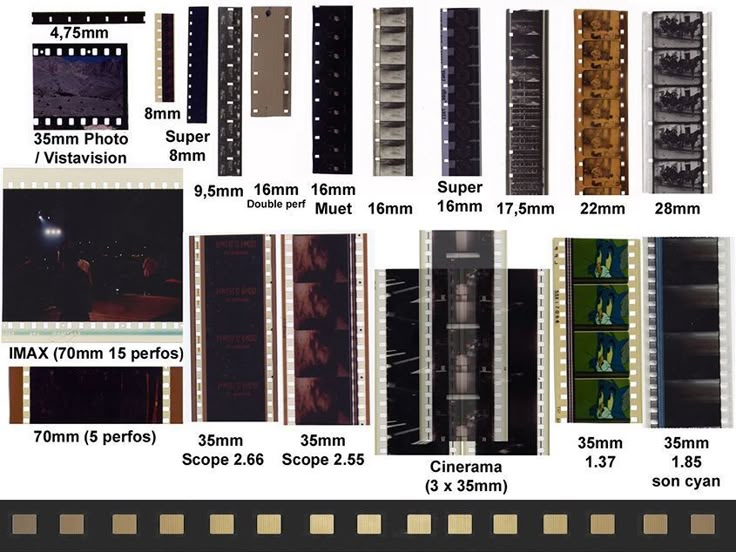 4,75mm
35mm Photo
/ Vistavision
8mm
Super
8mm
9,5mm
16mm
Double perf
16mm
Muet
16mm
Super
16mm
17,5mm
22mm
28mm
IMAX (70mm 15 perfos)
70mm (5 perfos)
35mm
Scope 2.66
35mm
Scope 2.55
Cinerama
(3 x 35mm)
35mm
1.37
35mm
1.85
son cyan